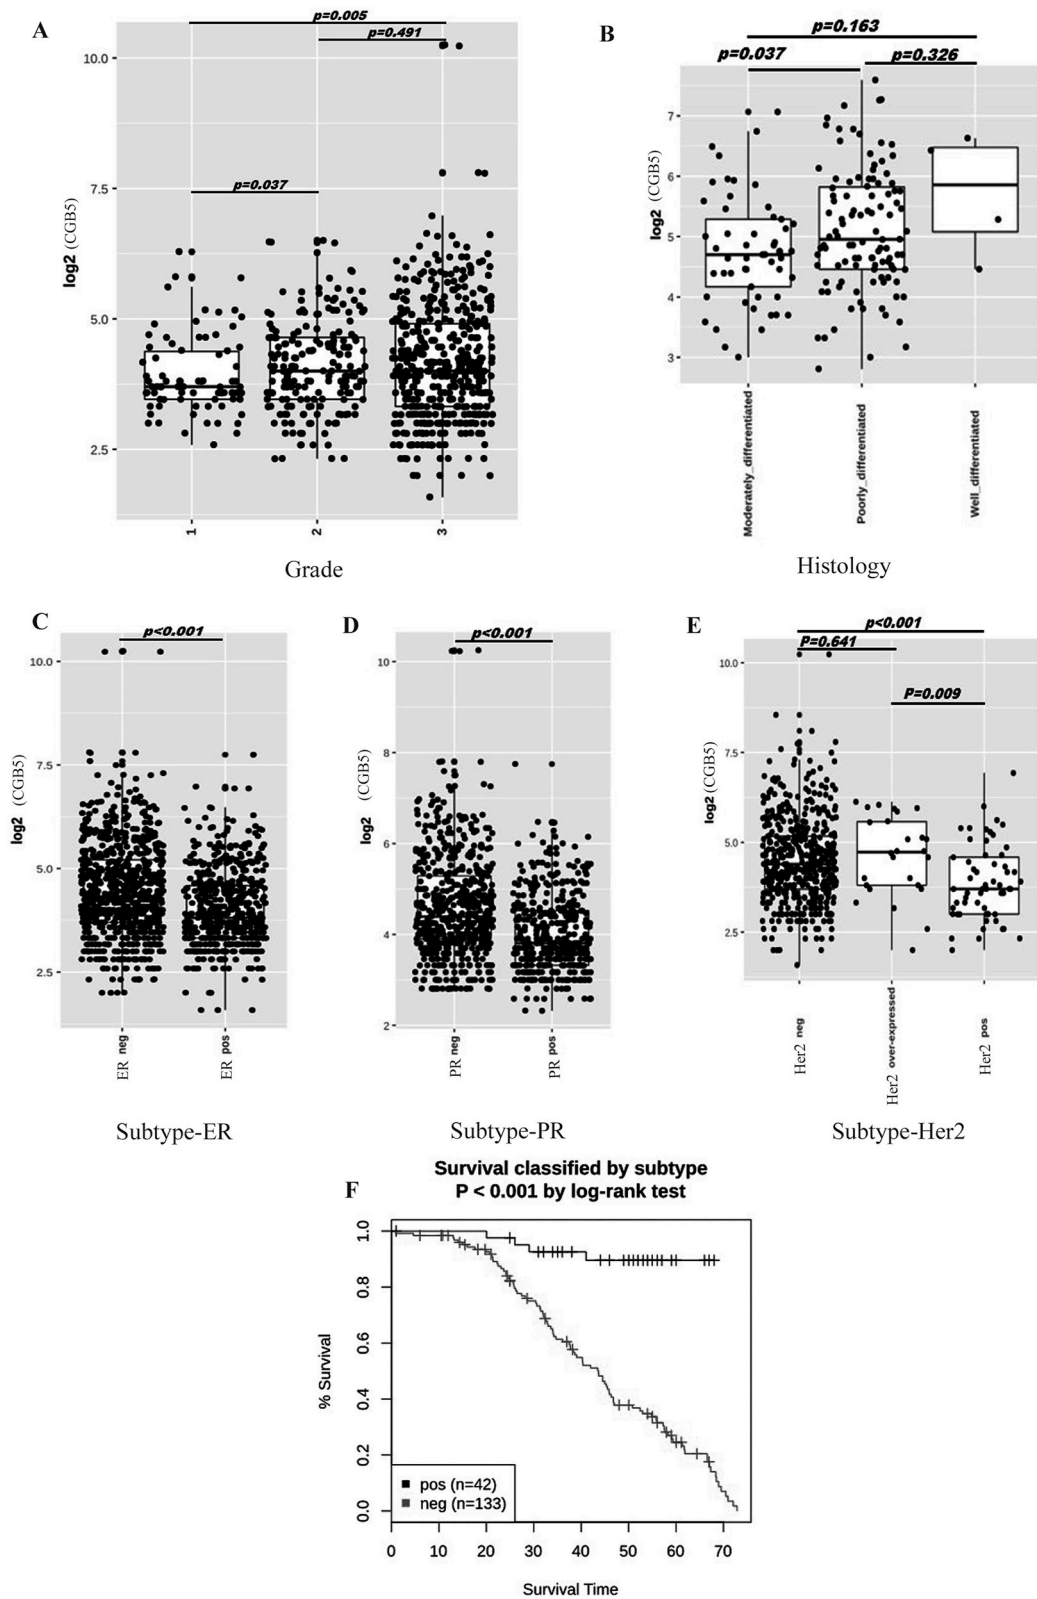 A
p=0.005
p=0.491
p=0.037
10.0
7.5
5.0
2.5
log2 (CGB5)
1
2
3
Grade
B
p=0.163
p=0.037
p=0.326
7
6
5
4
3
log2 (CGB5)
Moderately_differentiated
Poorly_differentiated
Well_differentiated
Histology
C
p<0.001
10.0
7.5
5.0
2.5
log2 (CGB5)
ER neg
ER pos
Subtype-ER
D
p<0.001
10
8
6
4
2
log2 (CGB5)
PR neg
PR pos
Subtype-PR
E
p<0.001
P=0.641
P=0.009
10.0
7.5
5.0
2.5
log2 (CGB5)
Her2 neg
Her2 over-expressed
Her2 pos
Subtype-Her2
F
Survival classified by subtype
P < 0.001 by log-rank test
1.0
0.8
0.6
0.4
0.2
0.0
% Survival
pos (n=42)
neg (n=133)
0 10 20 30 40 50 60 70
Survival Time